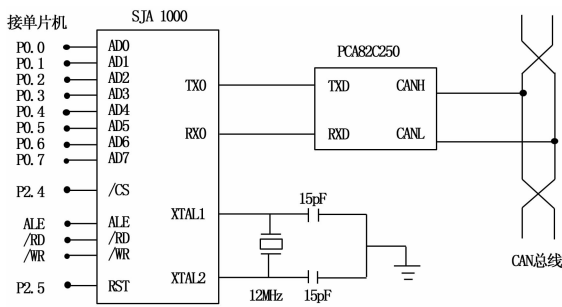 接单片机
SJA 1000
P0.0 AD0
P0.1 AD1
P0.2 AD2
P0.3 AD3
P0.4 AD4
P0.5 AD5
P0.6 AD6
P0.7 AD7
P2.4 /CS
ALE ALE
/RD /RD
/WR /WR
P2.5 RST
TX0
RX0
XTAL1
XTAL2
PCA82C250
TXD CANH
RXD CANL
15pF
12MHz 15pF
CAN总线